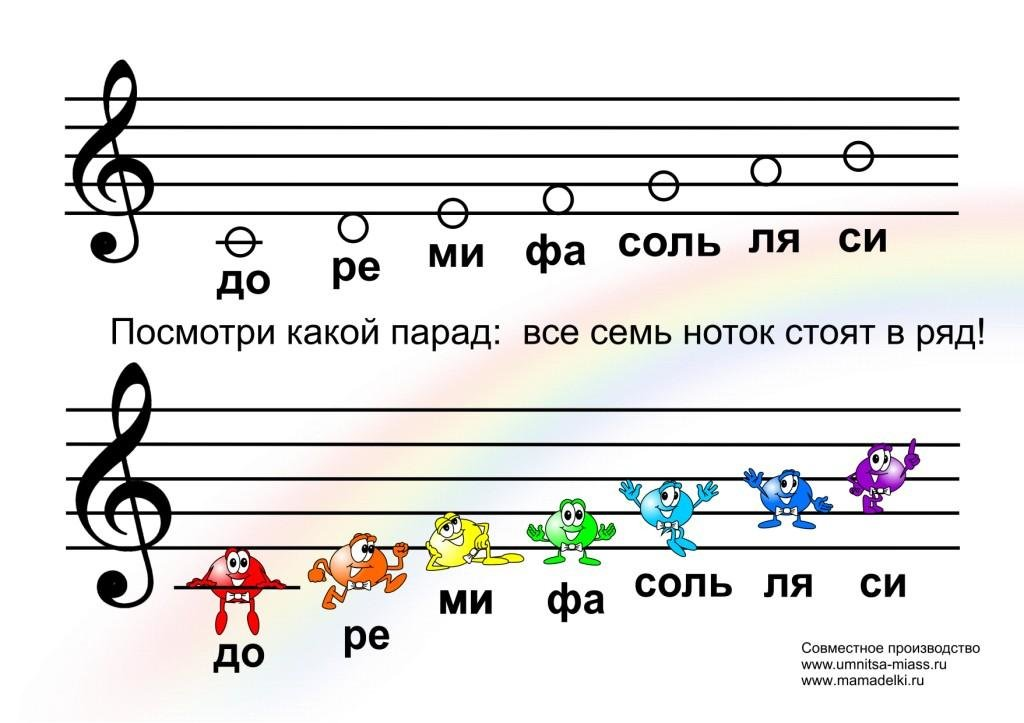 до ре ми фа соль ля си
Посмотри какой парад: все семь ноток стоят в ряд!
до ре ми фа соль ля си
Совместное производство
www.umnitsa-miass.ru
www.mamadelki.ru